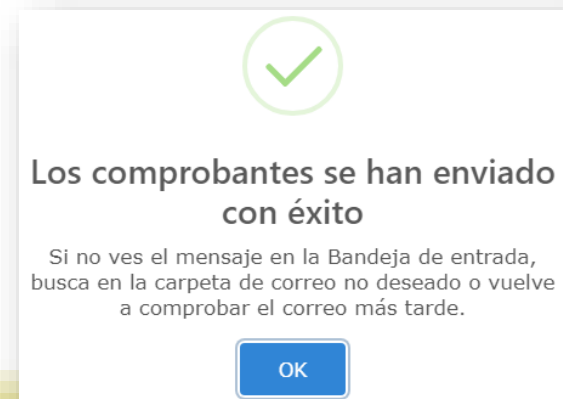 Los comprobantes se han enviado
con éxito
Si no ves el mensaje en la Bandeja de entrada,
busca en la carpeta de correo no deseado o vuelve
a comprobar el correo más tarde.
OK